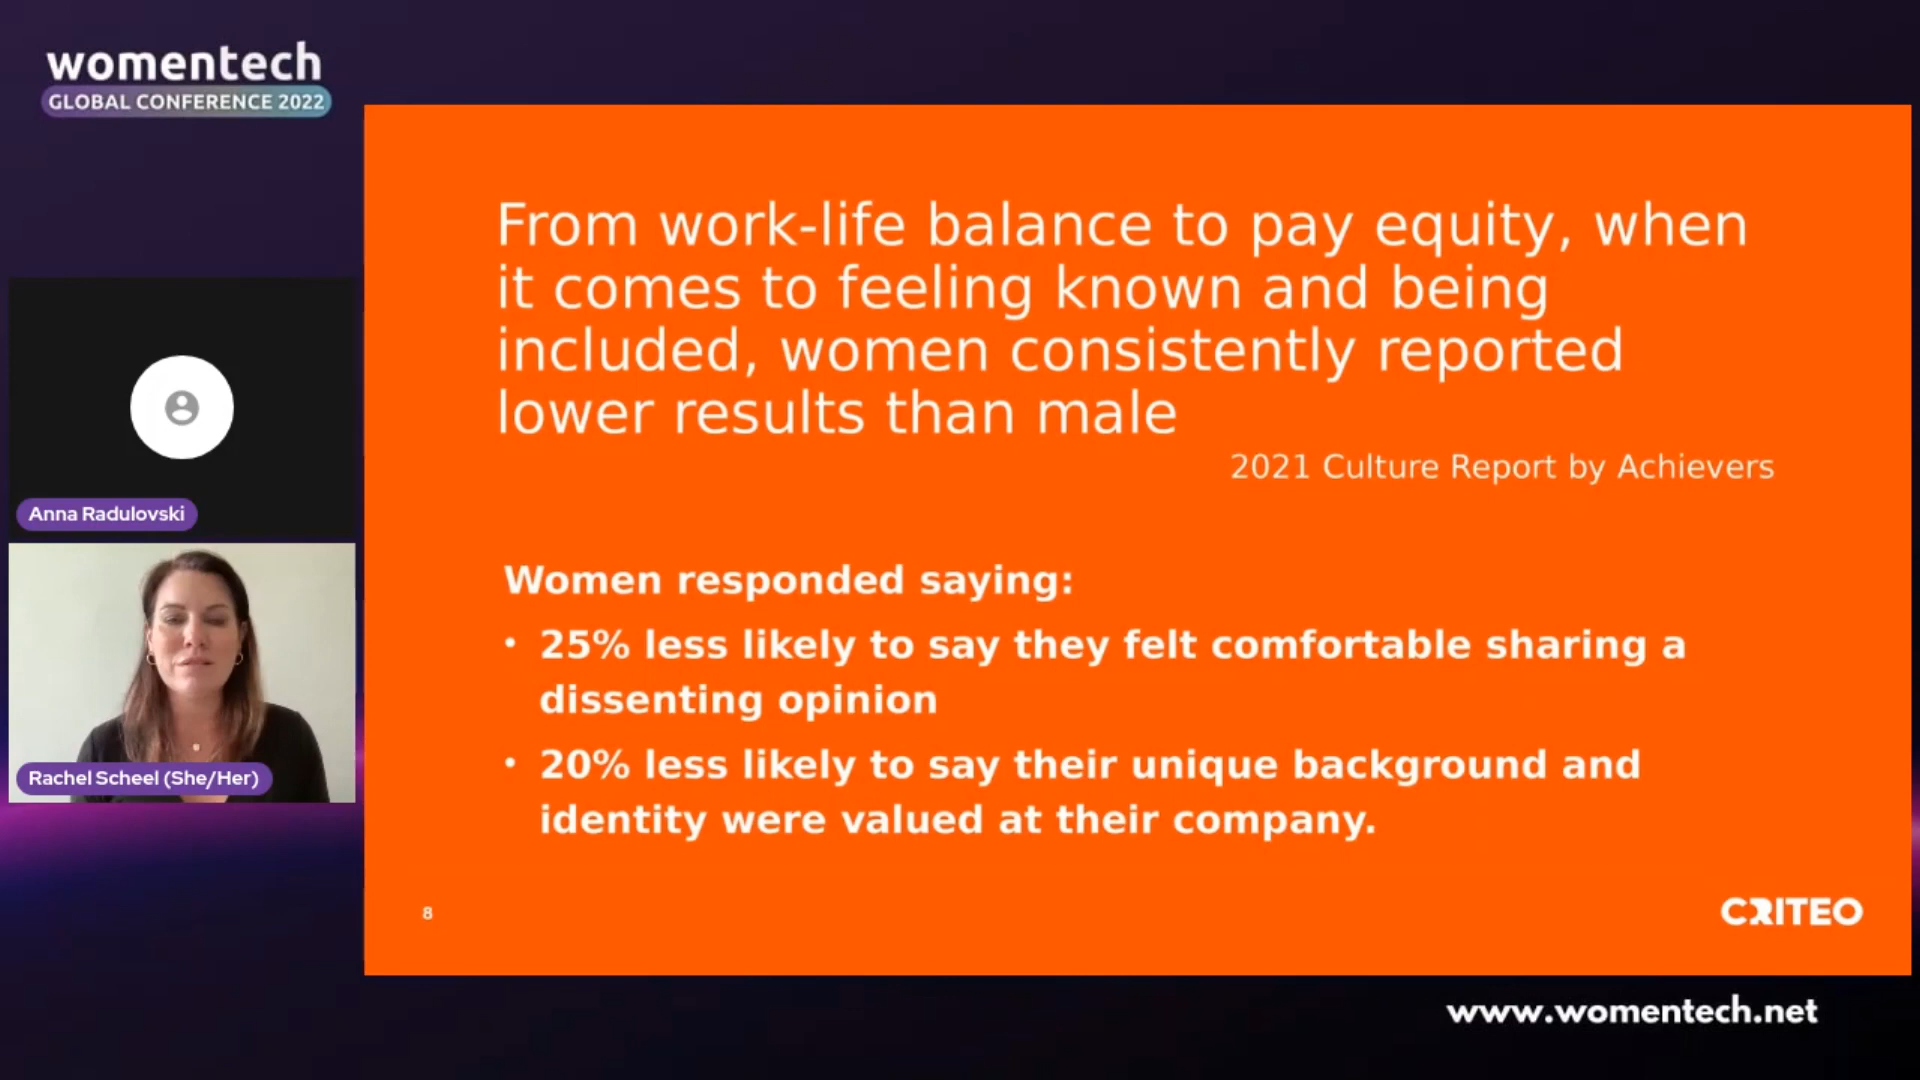 womentech
GLOBAL CONFERENCE 2022
From work-life balance to pay equity, when
it comes to feeling known and being
included, women consistently reported
lower results than male
2021 Culture Report by Achievers
Women responded saying:
• 25% less likely to say they felt comfortable sharing a
dissenting opinion
• 20% less likely to say their unique background and
identity were valued at their company.
8
CRITEO
Anna Radulovski
Rachel Scheel (She/Her)
www.womentech.net